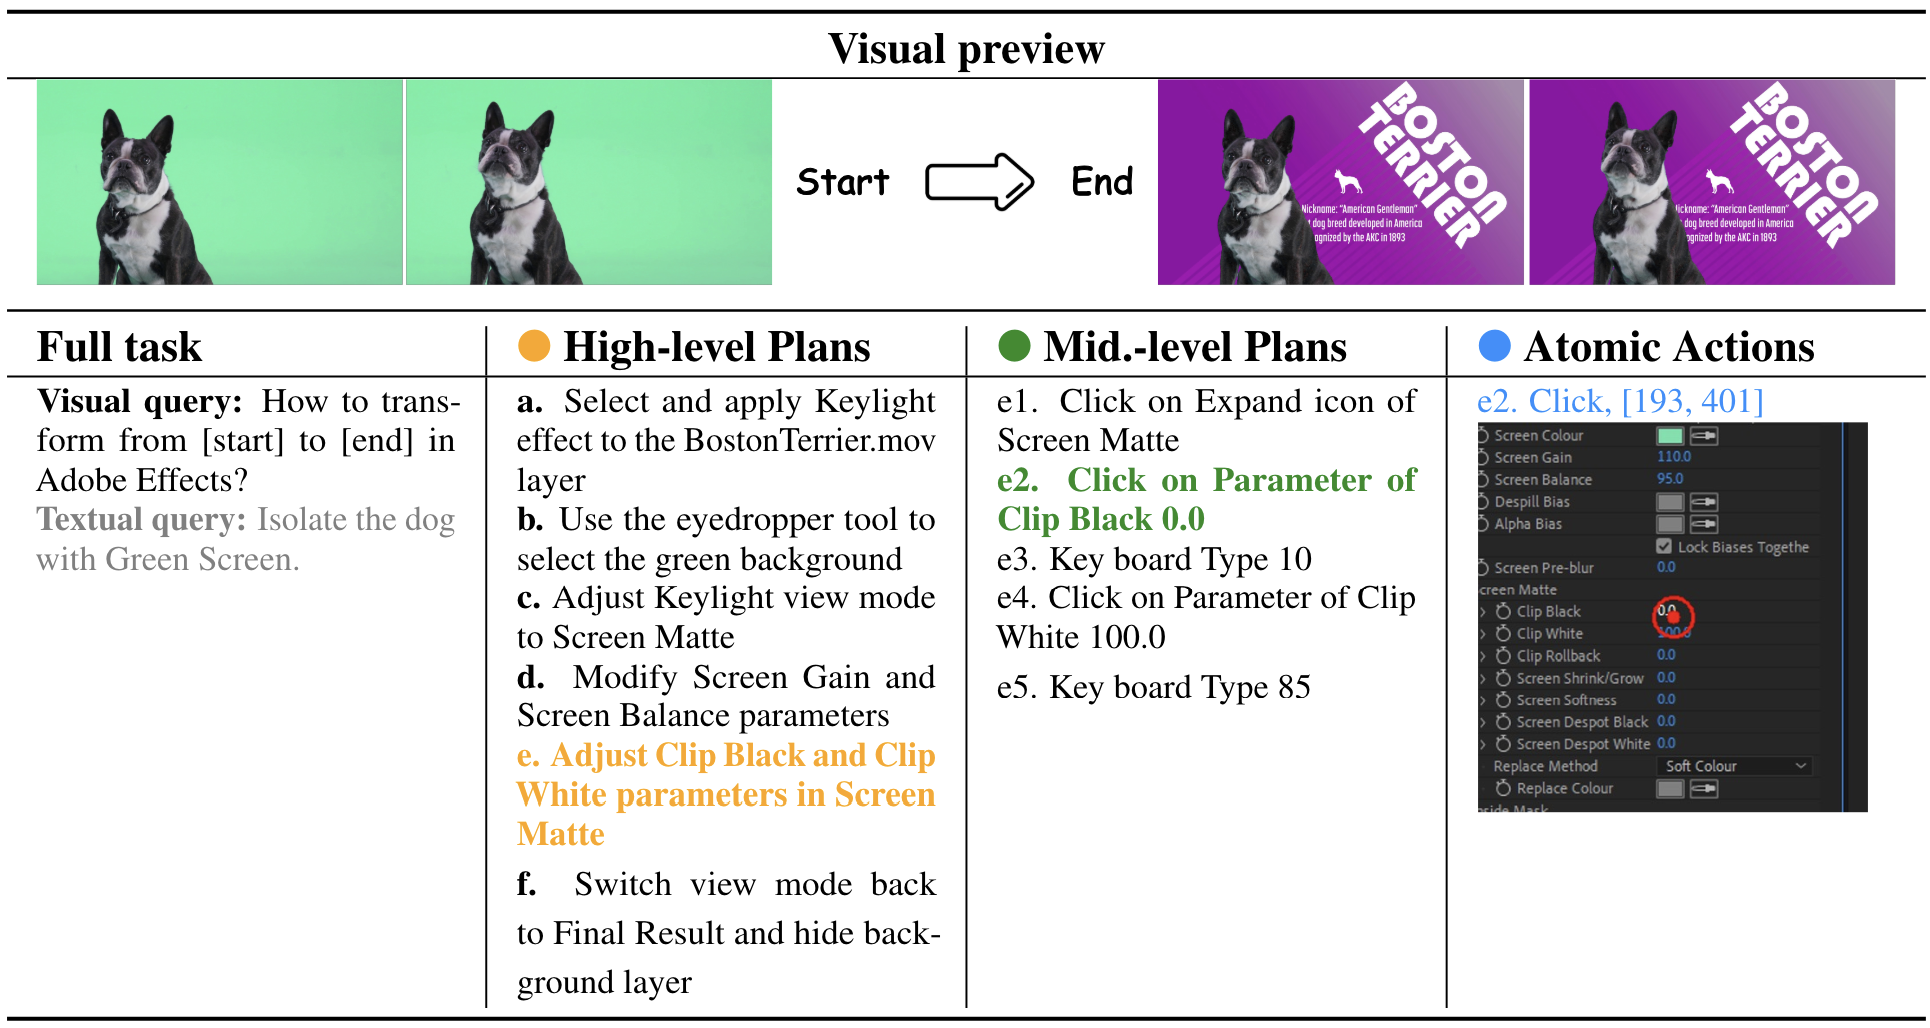 Visual preview
Start
End
BOSTON
TERRIER
Nickname: "American Gentleman"
t dog breed developed in America
ognized by the AKC in 1893
BOSTON
TERRIER
ickname: "American Gentleman"
dog breed developed in America
ognized by the AKC in 1893
Full task
Visual query: How to trans-
form from [start] to [end] in
Adobe Effects?
Textual query: Isolate the dog
with Green Screen.
High-level Plans
a. Select and apply Keylight
effect to the BostonTerrier.mov
layer
b. Use the eyedropper tool to
select the green background
c. Adjust Keylight view mode
to Screen Matte
d. Modify Screen Gain and
Screen Balance parameters
e. Adjust Clip Black and Clip
White parameters in Screen
Matte
f. Switch view mode back
to Final Result and hide back-
ground layer
Mid.-level Plans
e1. Click on Expand icon of
Screen Matte
e2. Click on Parameter of
Clip Black 0.0
e3. Key board Type 10
e4. Click on Parameter of Clip
White 100.0
e5. Key board Type 85
Atomic Actions
e2. Click, [193, 401]
Screen Colour
Screen Gain 110.0
Screen Balance 95.0
Despill Bias
Alpha Bias
Lock Biases Togethe
Screen Pre-blur 0.0
creen Matte
Clip Black 0.0
Clip White 100.0
Clip Rollback 0.0
Screen Shrink/Grow 0.0
Screen Softness 0.0
Screen Despot Black 0.0
Screen Despot White 0.0
Replace Method Soft Colour
Replace Colour
nside Mask